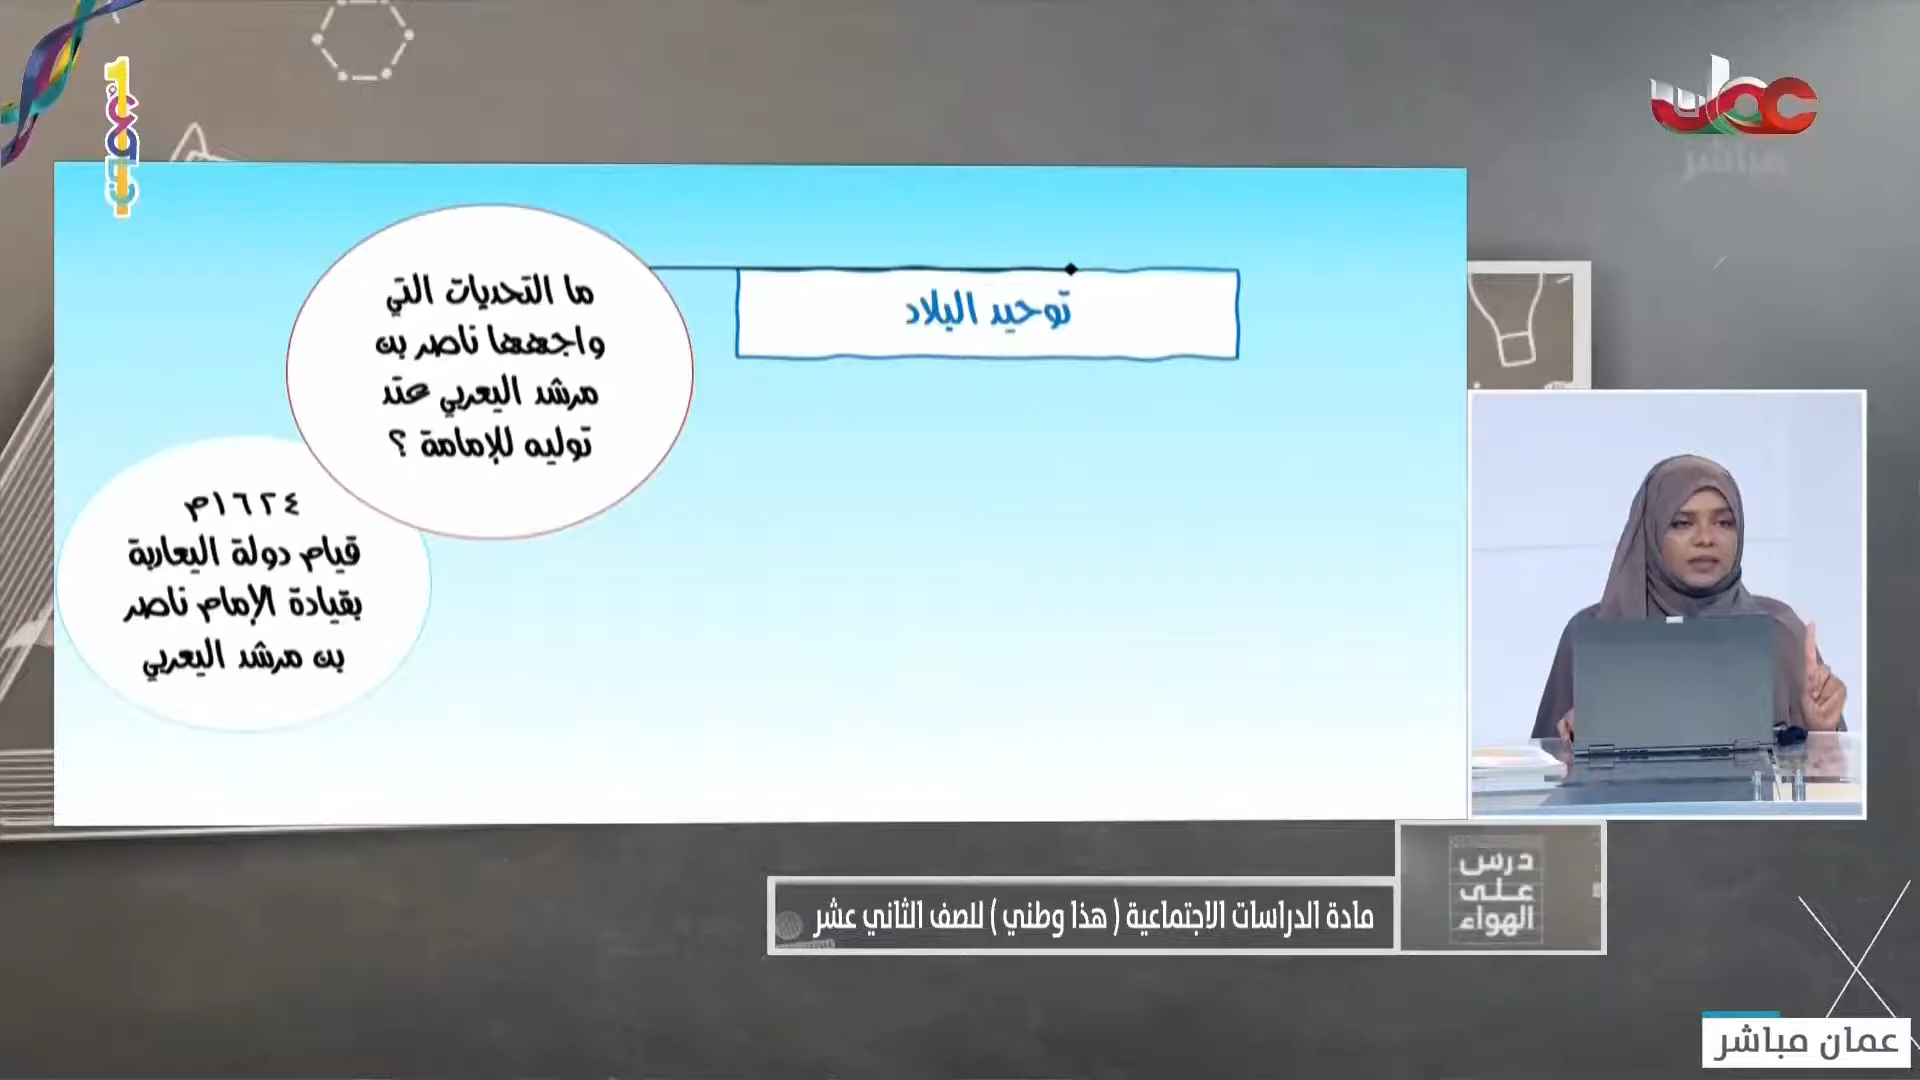 عمان
مباشر
توحيد البلاد
ما التحديات التي
واجهها ناصر بن
مرشد اليعربي عند
توليه للإمامة ؟
١٦٢٤م
قيام دولة اليعاربة
بقيادة الإمام ناصر
بن مرشد اليعربي
درس
على
الهواء
مادة الدراسات الاجتماعية ( هذا وطني ) للصف الثاني عشر
عمان مباشر